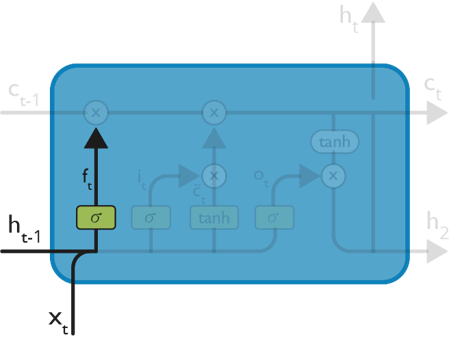 h_t
c_t-1
c_t
×
×
tanh
f_t
i_t
×
c̃_t
o_t
×
σ
σ
tanh
σ
h_t-1
h_2
x_t